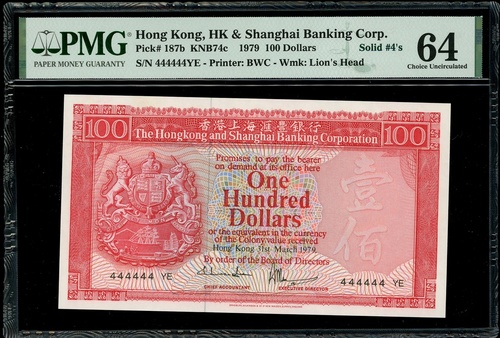 PMG
PAPER MONEY GUARANTY
Hong Kong, HK & Shanghai Banking Corp.
Pick# 187b KNB74c 1979 100 Dollars Solid #4's
S/N 444444YE - Printer: BWC - Wmk: Lion's Head
64
Choice Uncirculated
100
香港上海滙豐銀行
100
The Hongkong and Shanghai Banking Corporation
Promises to pay the bearer
on demand at its office here
One
Hundred
Dollars
or the equivalent in the currency
of the Colony value received
Hong Kong 31st March 1979.
By order of the Board of Directors
壹佰
444444 YE
CHIEF ACCOUNTANT
EXECUTIVE DIRECTOR
444444 YE